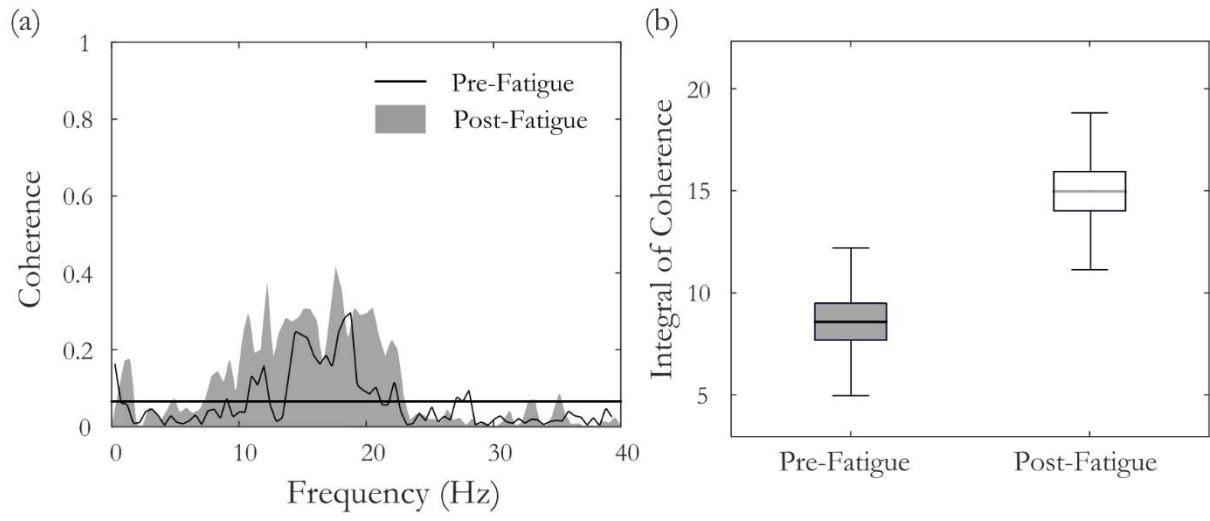 (a)
1
0.8
0.6
0.4
0.2
0
Coherence
Pre-Fatigue
Post-Fatigue
0 10 20 30 40
Frequency (Hz)
(b)
20
15
10
5
Integral of Coherence
Pre-Fatigue Post-Fatigue